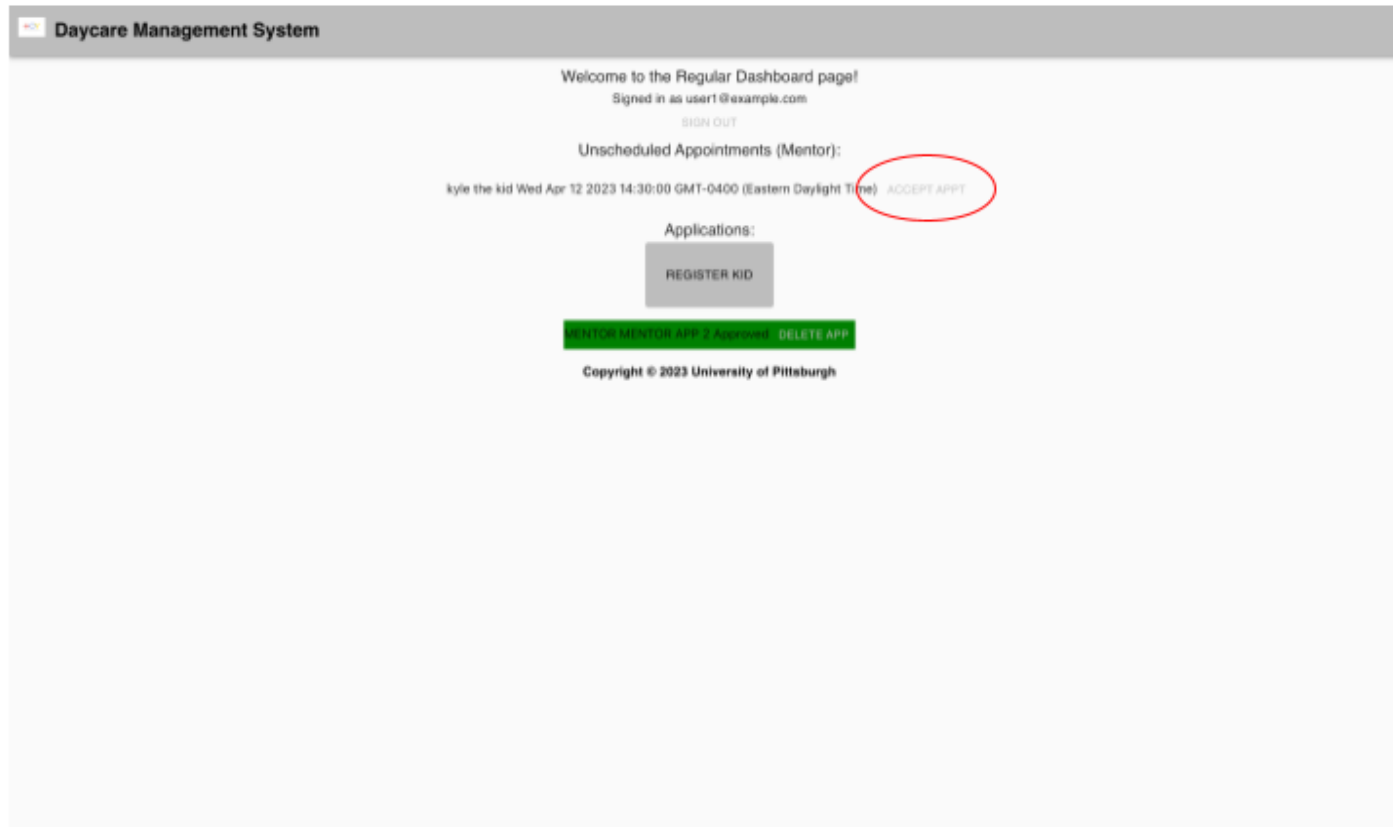 Daycare Management System
Welcome to the Regular Dashboard page!
Signed in as user1@example.com
SIGN OUT
Unscheduled Appointments (Mentor):
kyle the kid Wed Apr 12 2023 14:30:00 GMT-0400 (Eastern Daylight Time) ACCEPT APPT
Applications:
REGISTER KID
MENTOR MENTOR APP 2 Approved DELETE APP
Copyright © 2023 University of Pittsburgh